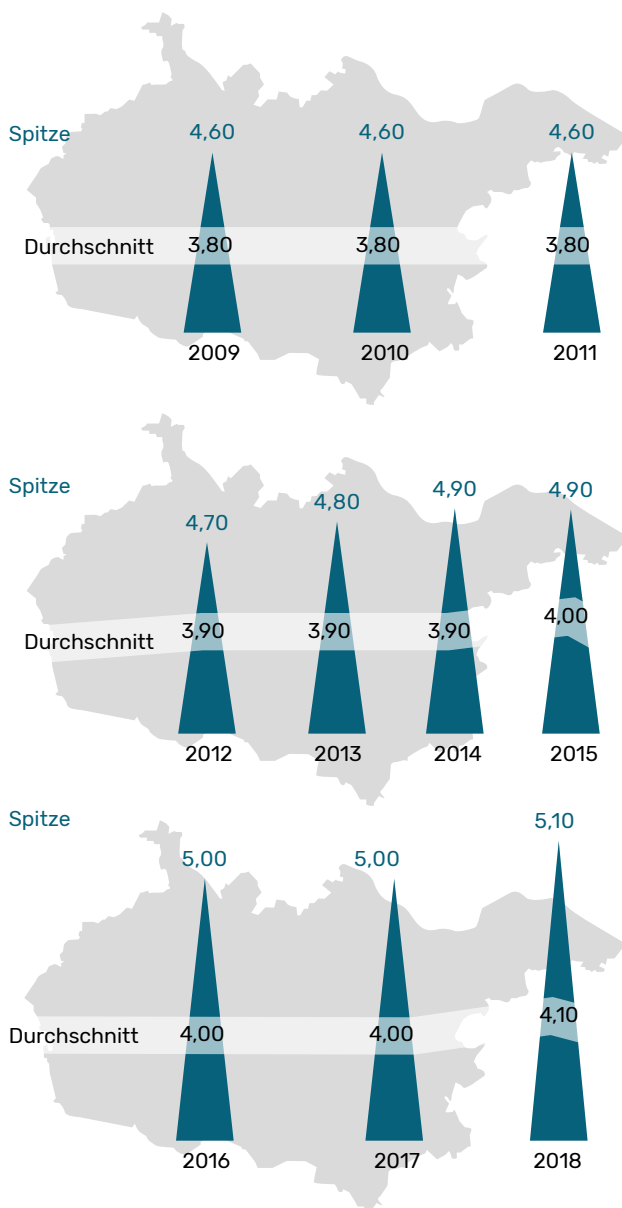 Spitze 4,60 4,60 4,60
Durchschnitt 3,80 3,80 3,80
2009 2010 2011
Spitze 4,70 4,80 4,90 4,90
Durchschnitt 3,90 3,90 3,90 4,00
2012 2013 2014 2015
Spitze 5,00 5,00 5,10
Durchschnitt 4,00 4,00 4,10
2016 2017 2018